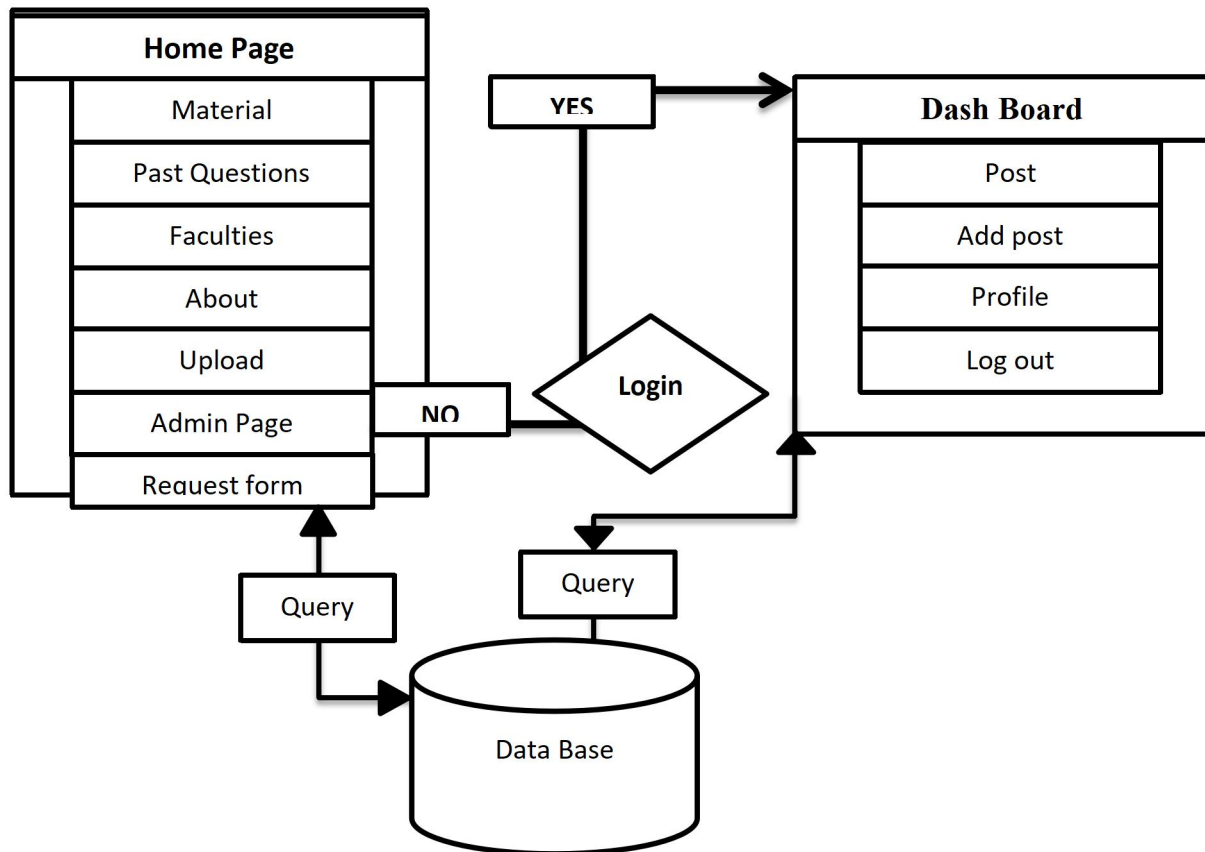 Home Page
Material
Past Questions
Faculties
About
Upload
Admin Page
Request form
YES
NO
Login
Dash Board
Post
Add post
Profile
Log out
Query
Query
Data Base